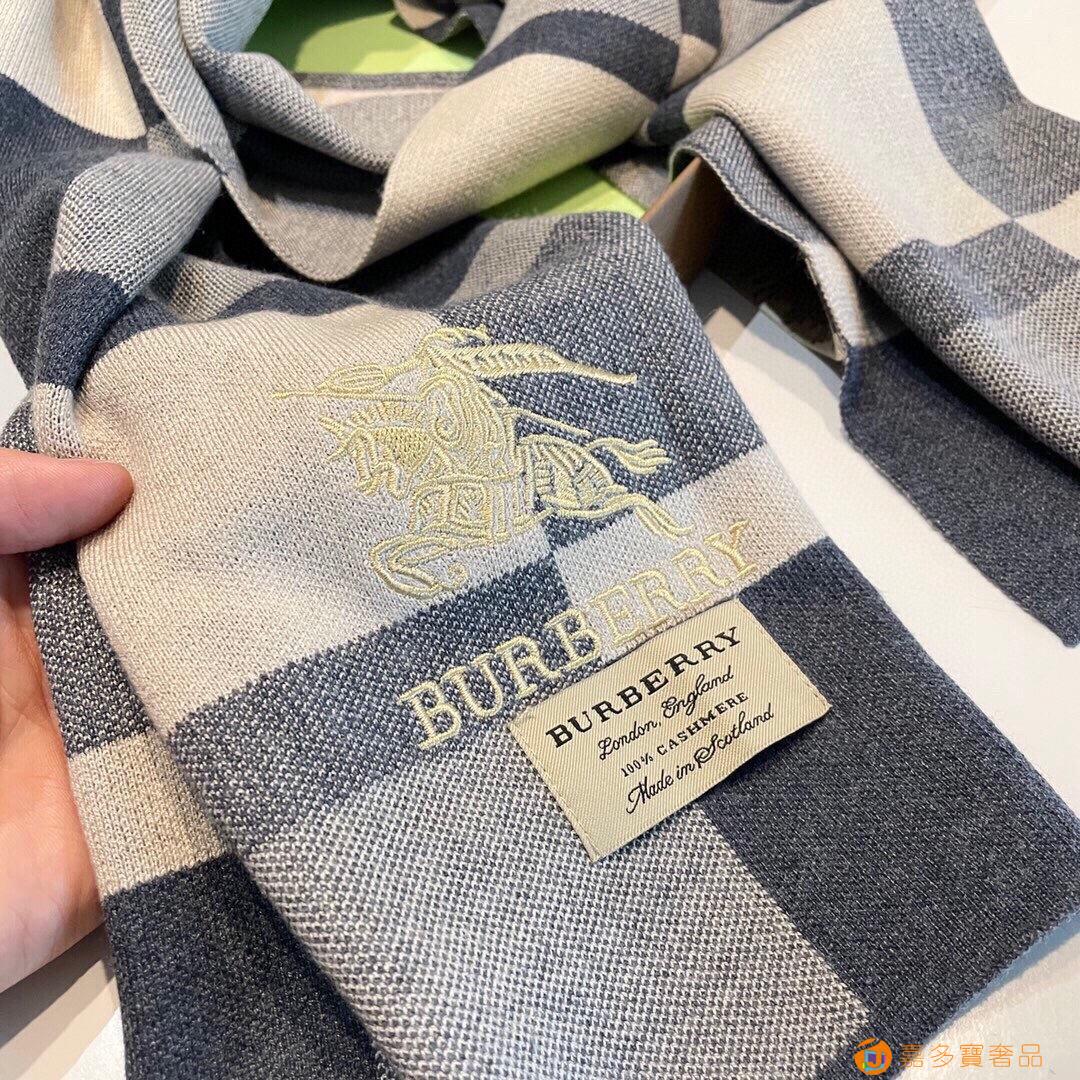 BURBERRY
BURBERRY
London, England
100% CASHMERE
Made in Scotland
嘉多寶奢品